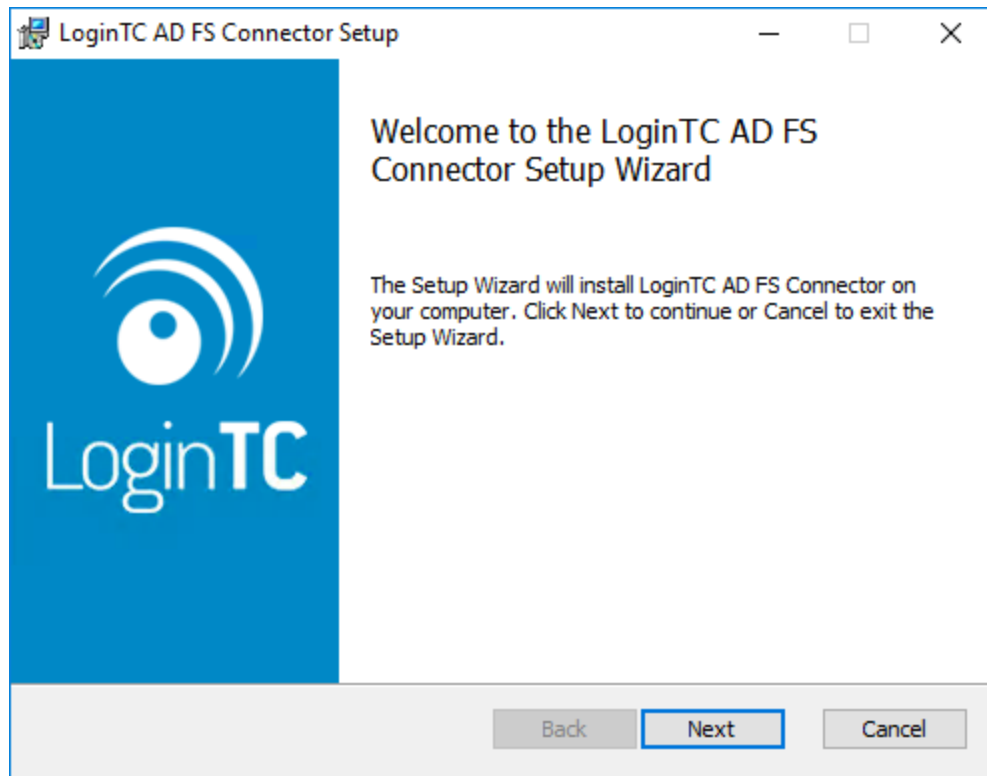 LoginTC AD FS Connector Setup
Welcome to the LoginTC AD FS
Connector Setup Wizard
The Setup Wizard will install LoginTC AD FS Connector on
your computer. Click Next to continue or Cancel to exit the
Setup Wizard.
LoginTC
Back
Next
Cancel